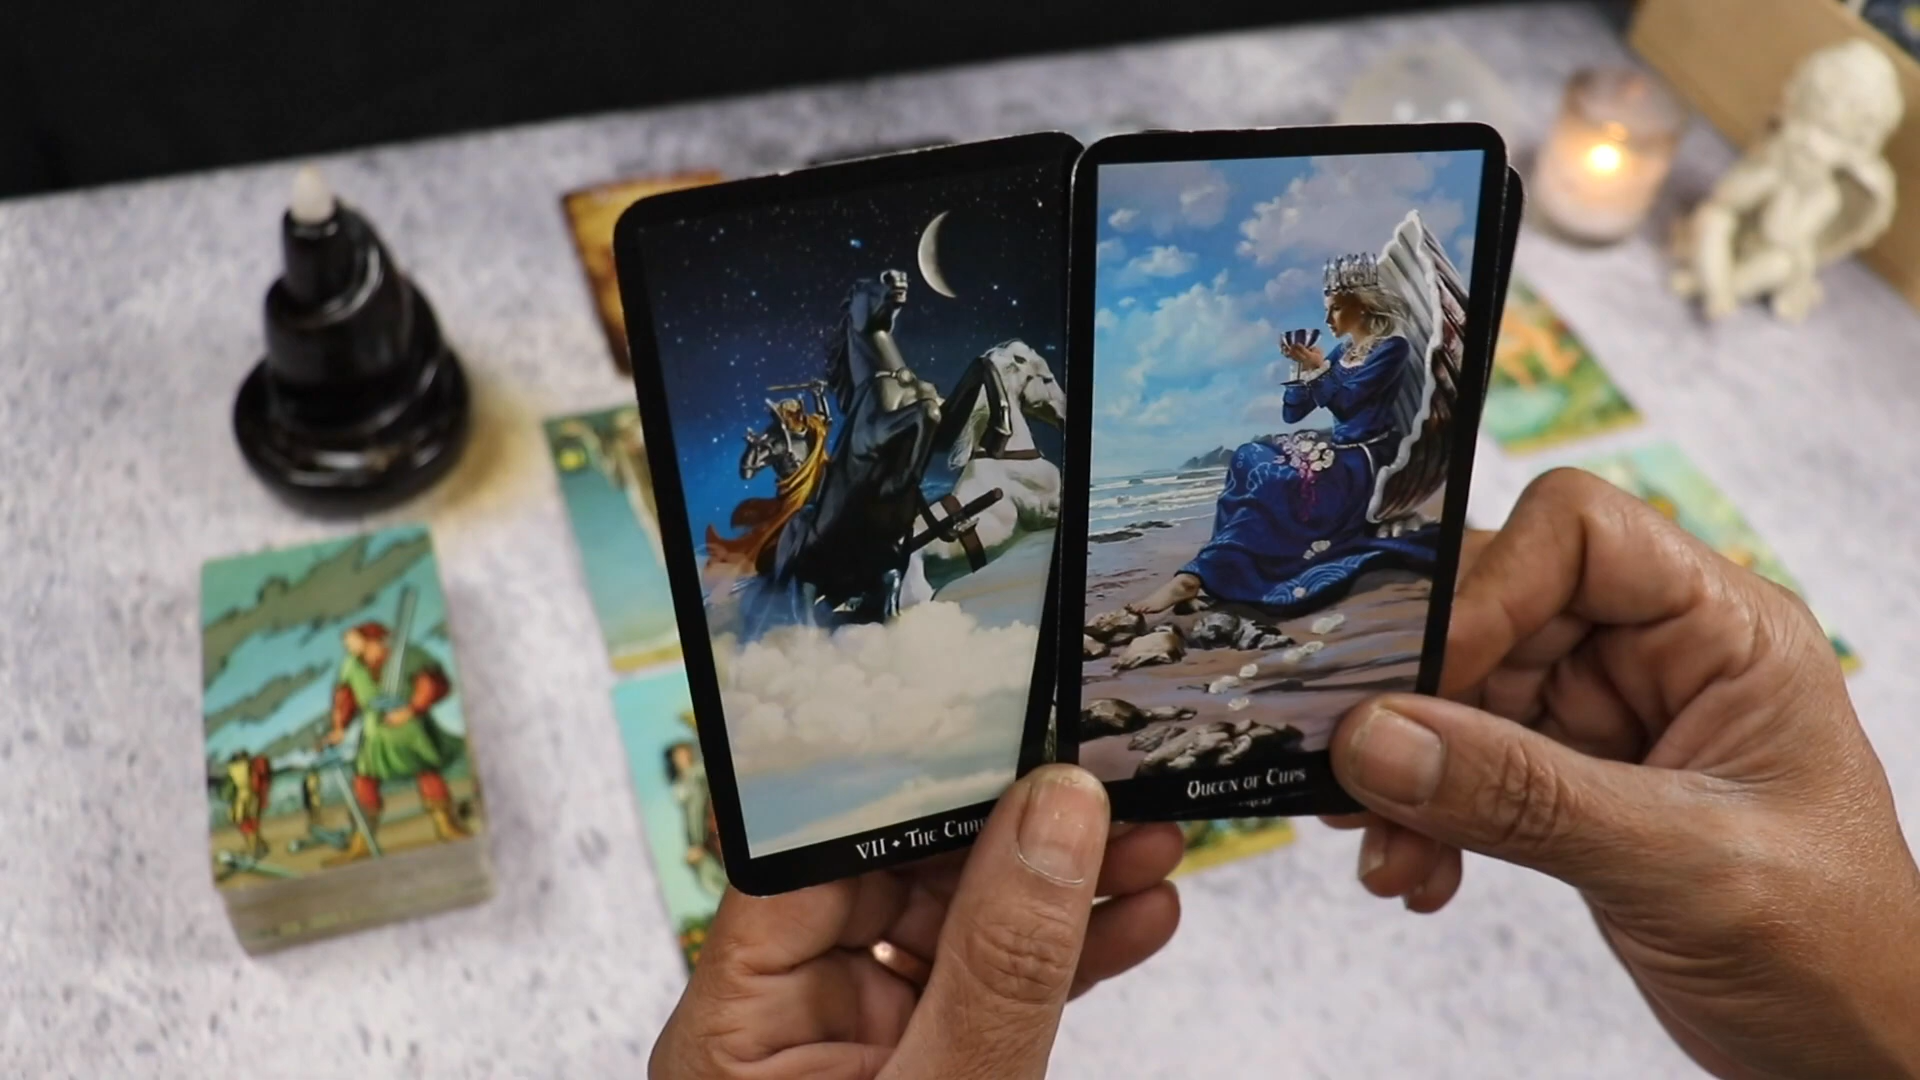 VII • The Cha
Queen of Cups